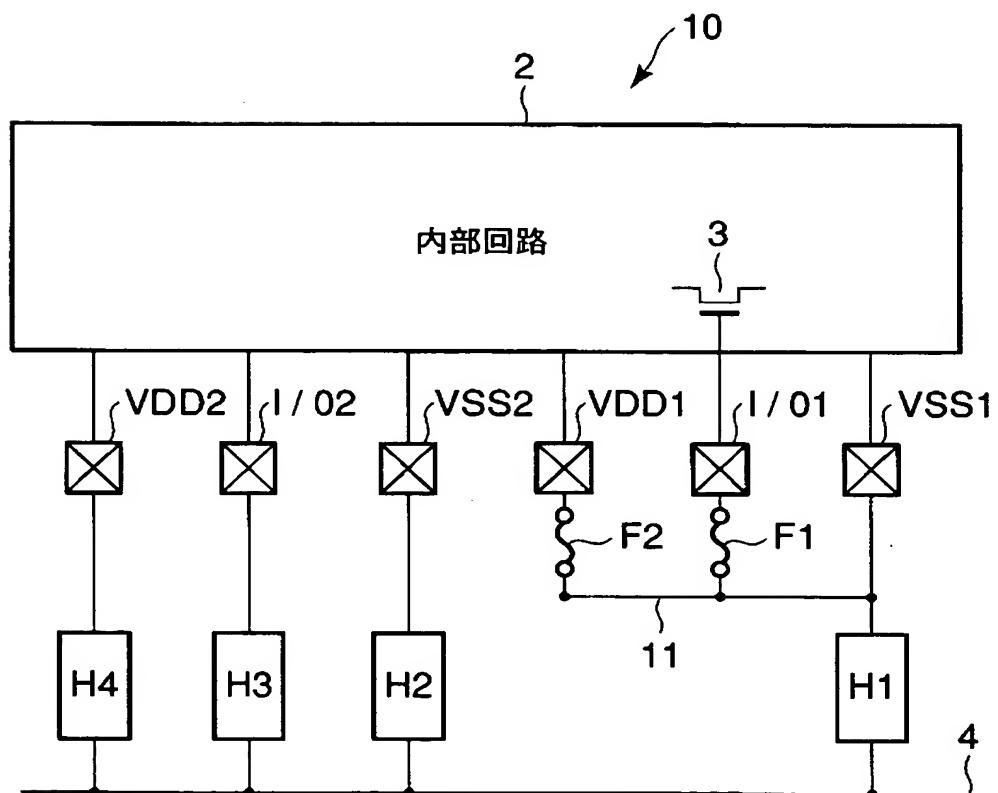 10
2
内部回路
3
VDD2
I / 02
VSS2
VDD1
I / 01
VSS1
F2
F1
11
H4
H3
H2
H1
4